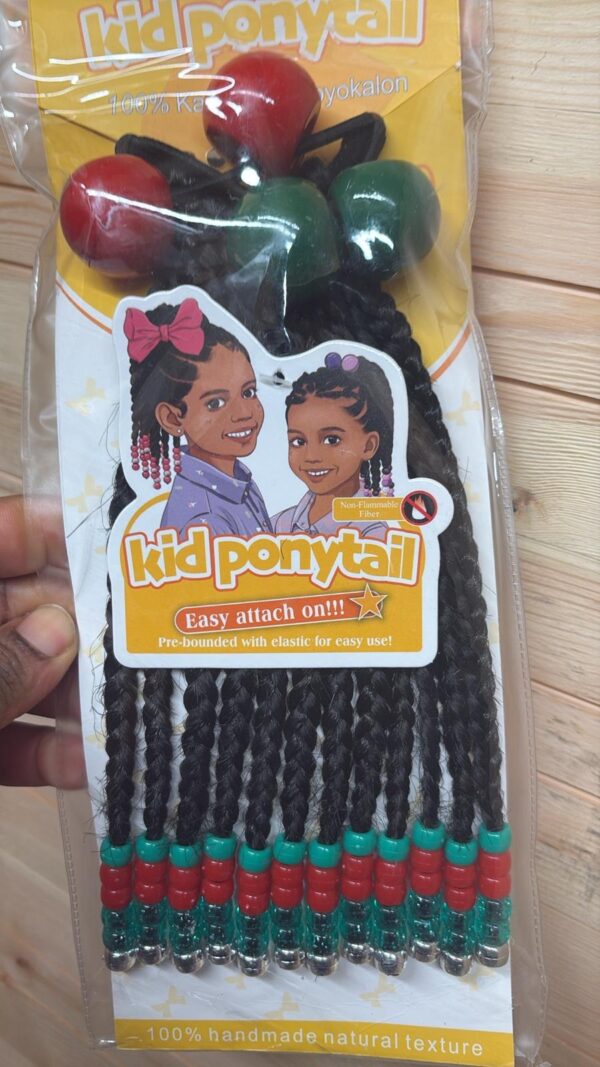 kid ponytail
100% Ka
oyokalon
Non-Flammable
Fiber
kid ponytail
Easy attach on!!!
Pre-bounded with elastic for easy use!
100% handmade natural texture